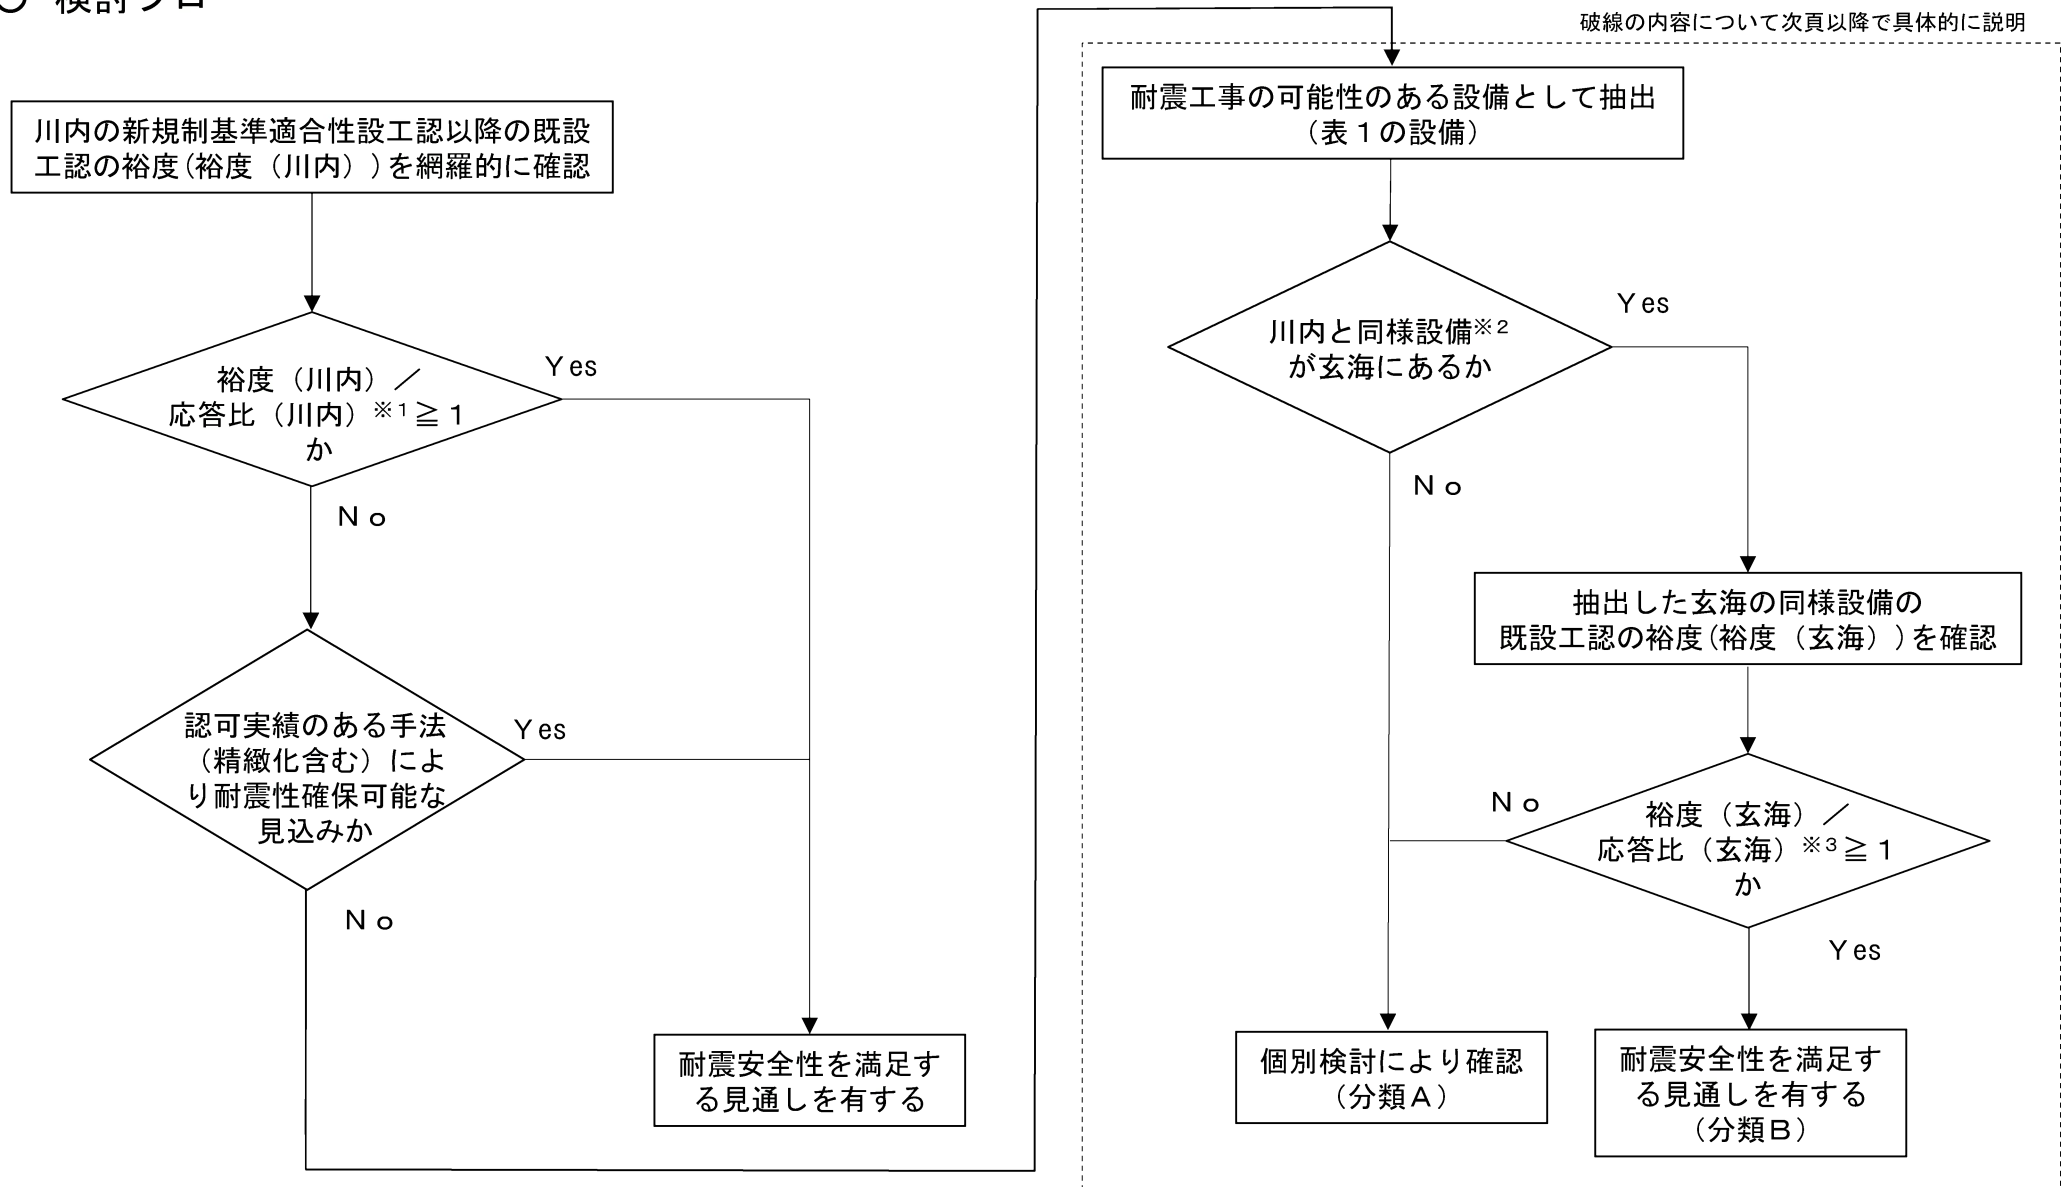 〇 検討フロー
破線の内容について次頁以降で具体的に説明
川内の新規制基準適合性設工認以降の既設
工認の裕度(裕度（川内）)を網羅的に確認
裕度（川内）／
応答比（川内）※１≧１
か
Ｙｅｓ
Ｎｏ
認可実績のある手法
（精緻化含む）によ
り耐震性確保可能な
見込みか
Ｙｅｓ
Ｎｏ
耐震安全性を満足す
る見通しを有する
耐震工事の可能性のある設備として抽出
（表１の設備）
川内と同様設備※２
が玄海にあるか
Ｙｅｓ
Ｎｏ
抽出した玄海の同様設備の
既設工認の裕度(裕度（玄海）)を確認
裕度（玄海）／
応答比（玄海）※３≧１
か
Ｎｏ
Ｙｅｓ
個別検討により確認
（分類Ａ）
耐震安全性を満足す
る見通しを有する
（分類Ｂ）